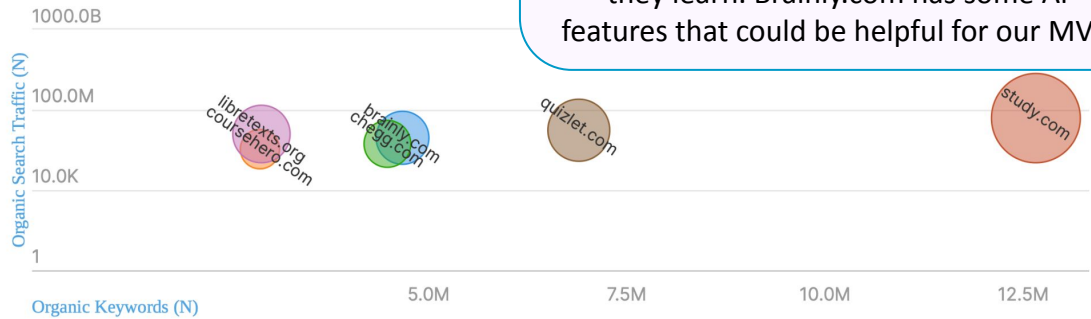 they learn. Brainly.com has some AI
features that could be helpful for our MV
1000.0B
Organic Search Traffic (N)
100.0M
10.0K
1
libretexts.org
coursehero.com
brainly.com
chegg.com
quizlet.com
study.com
5.0M
7.5M
10.0M
12.5M
Organic Keywords (N)